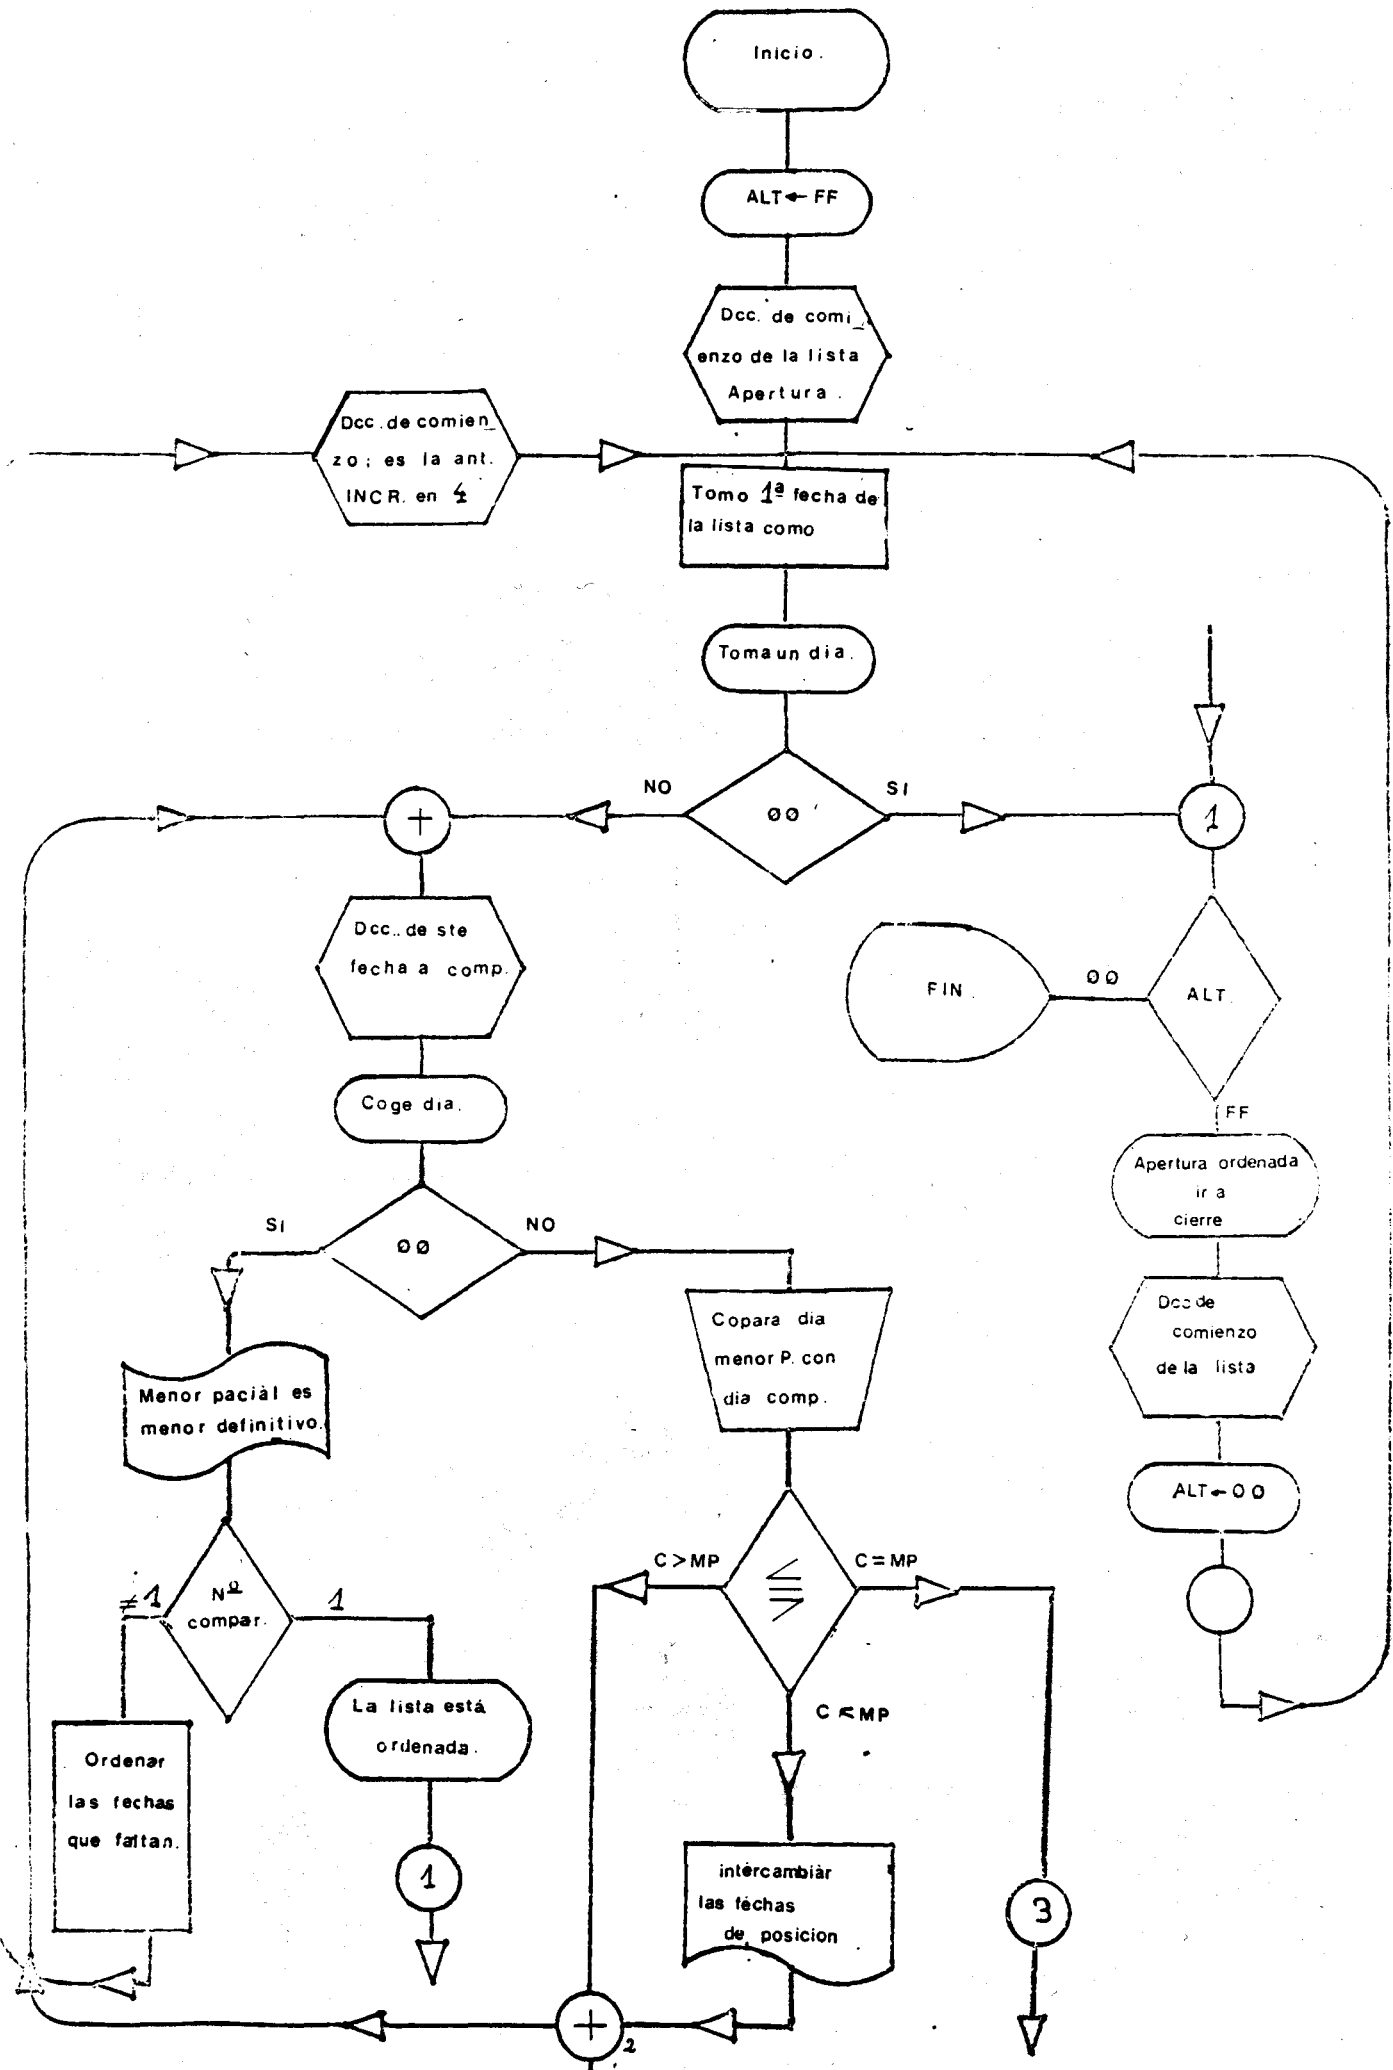 Inicio.
ALT ← FF
Dcc. de comi_
enzo de la lista
Apertura.
Dcc. de comien_
zo; es la ant.
INCR. en 4
Tomo 1ª fecha de
la lista como
Toma un dia.
NO
00
SI
+
1
Dcc.. de ste
fecha a comp.
FIN.
00
ALT.
FF
Coge dia.
Apertura ordenada
ir a
cierre
SI
00
NO
Copara dia
menor P. con
dia comp.
Dcc de
comienzo
de la lista
Menor pacial es
menor definitivo.
ALT ← 00
≠1
Nº
compar.
1
C>MP
C=MP
La lista está
ordenada.
C<MP
Ordenar
las fechas
que faltan.
1
intercambiar
las fechas
de posicion
3
+
2